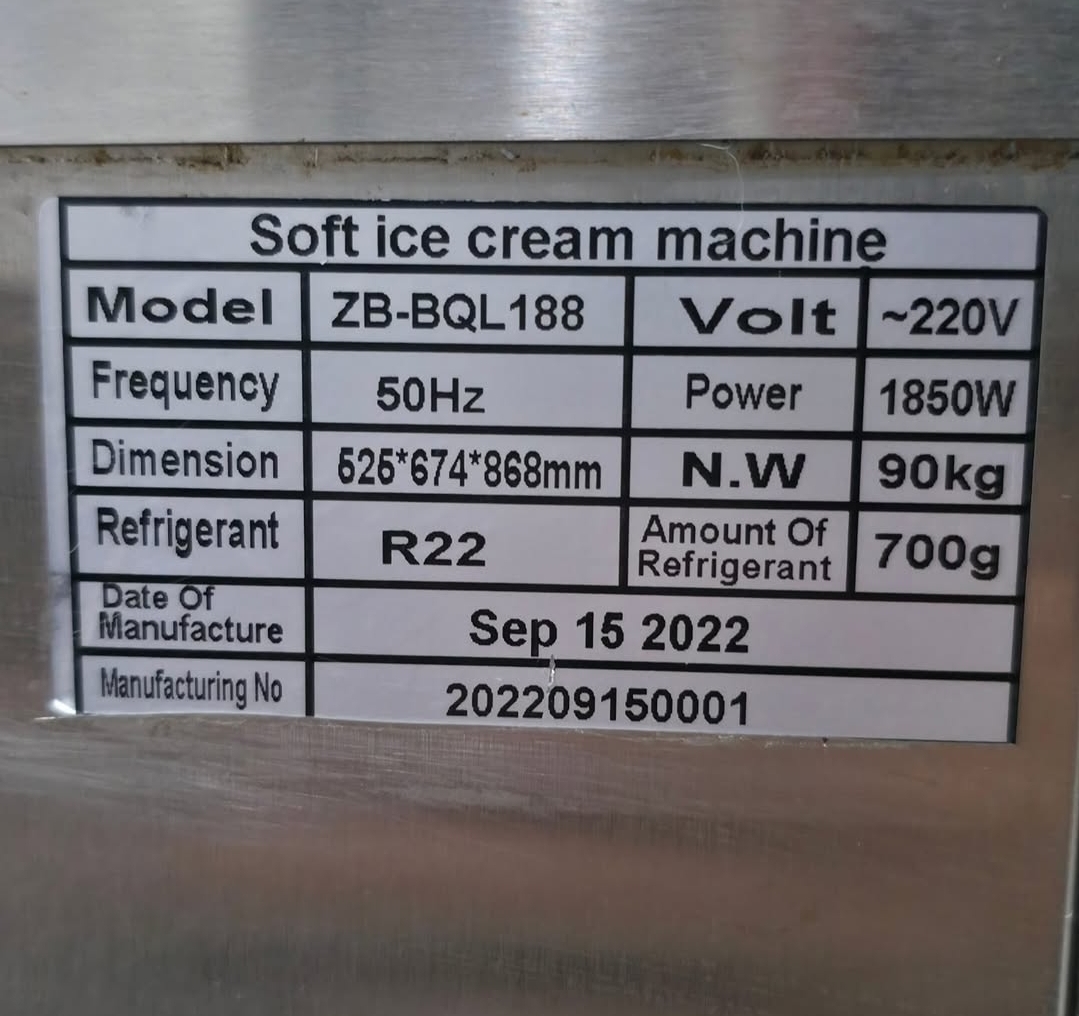 Soft ice cream machine
Model ZB-BQL188 Volt ~220V
Frequency 50Hz Power 1850W
Dimension 526*674*868mm N.W 90kg
Refrigerant R22 Amount Of Refrigerant 700g
Date Of Manufacture Sep 15 2022
Manufacturing No 202209150001